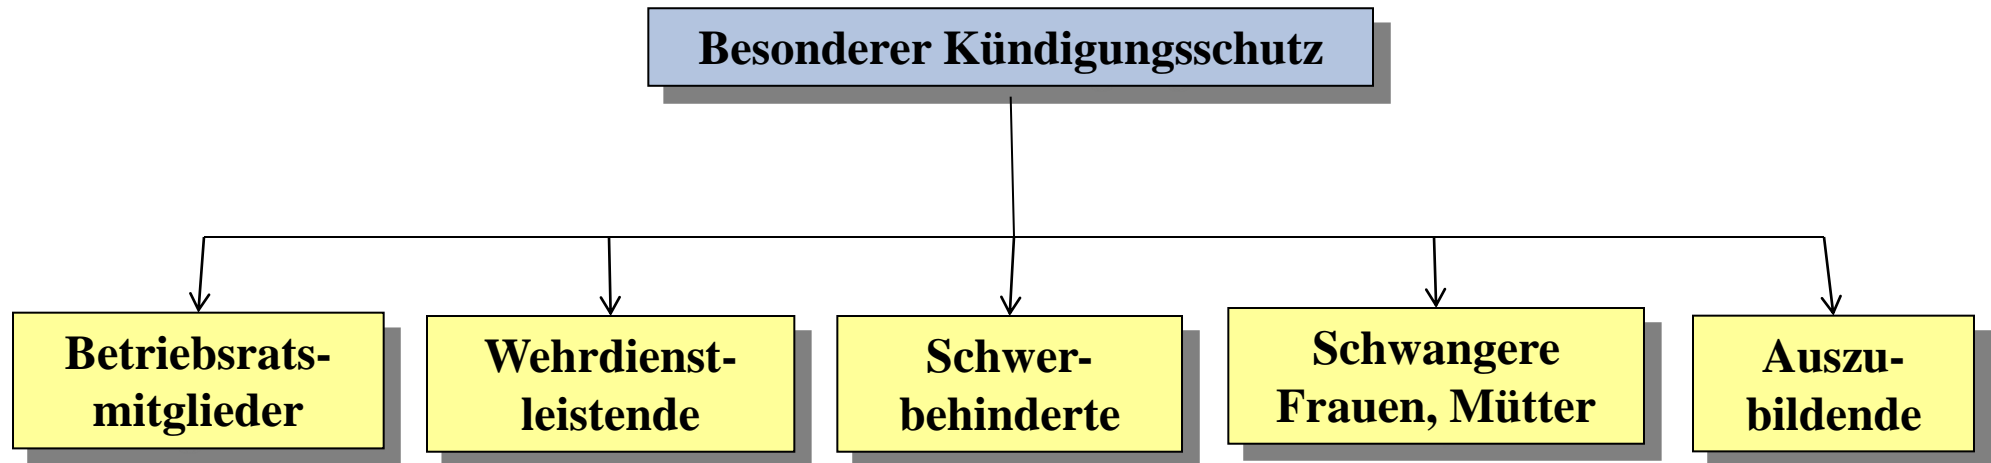 Besonderer Kündigungsschutz
Betriebsrats-
mitglieder
Wehrdienst-
leistende
Schwer-
behinderte
Schwangere
Frauen, Mütter
Auszu-
bildende